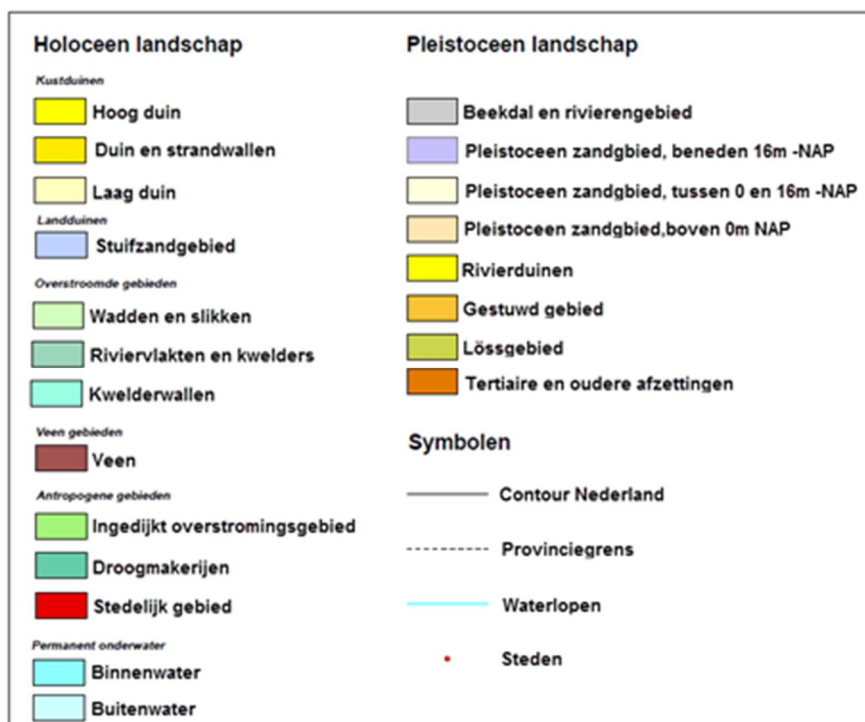 Holoceen landschap
Kustduinen
Hoog duin
Duin en strandwallen
Laag duin
Landduinen
Stuifzandgebied
Overstroomde gebieden
Wadden en slikken
Riviervlakten en kwelders
Kwelderwallen
Veen gebieden
Veen
Antropogene gebieden
Ingedijkt overstromingsgebied
Droogmakerijen
Stedelijk gebied
Permanent onderwater
Binnenwater
Buitenwater
Pleistoceen landschap
Beekdal en rivierengebied
Pleistoceen zandgbied, beneden 16m -NAP
Pleistoceen zandgbied, tussen 0 en 16m -NAP
Pleistoceen zandgbied,boven 0m NAP
Rivierduinen
Gestuwd gebied
Lössgebied
Tertiaire en oudere afzettingen
Symbolen
Contour Nederland
Provinciegrens
Waterlopen
Steden